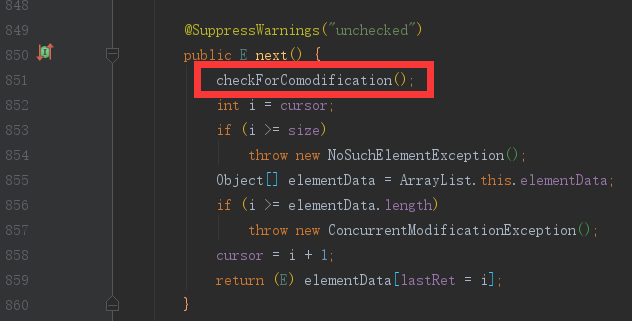 848
849 @SuppressWarnings("unchecked")
850 public E next() {
851 checkForComodification();
852 int i = cursor;
853 if (i >= size)
854 throw new NoSuchElementException();
855 Object[] elementData = ArrayList.this.elementData;
856 if (i >= elementData.length)
857 throw new ConcurrentModificationException();
858 cursor = i + 1;
859 return (E) elementData[lastRet = i];
860 }